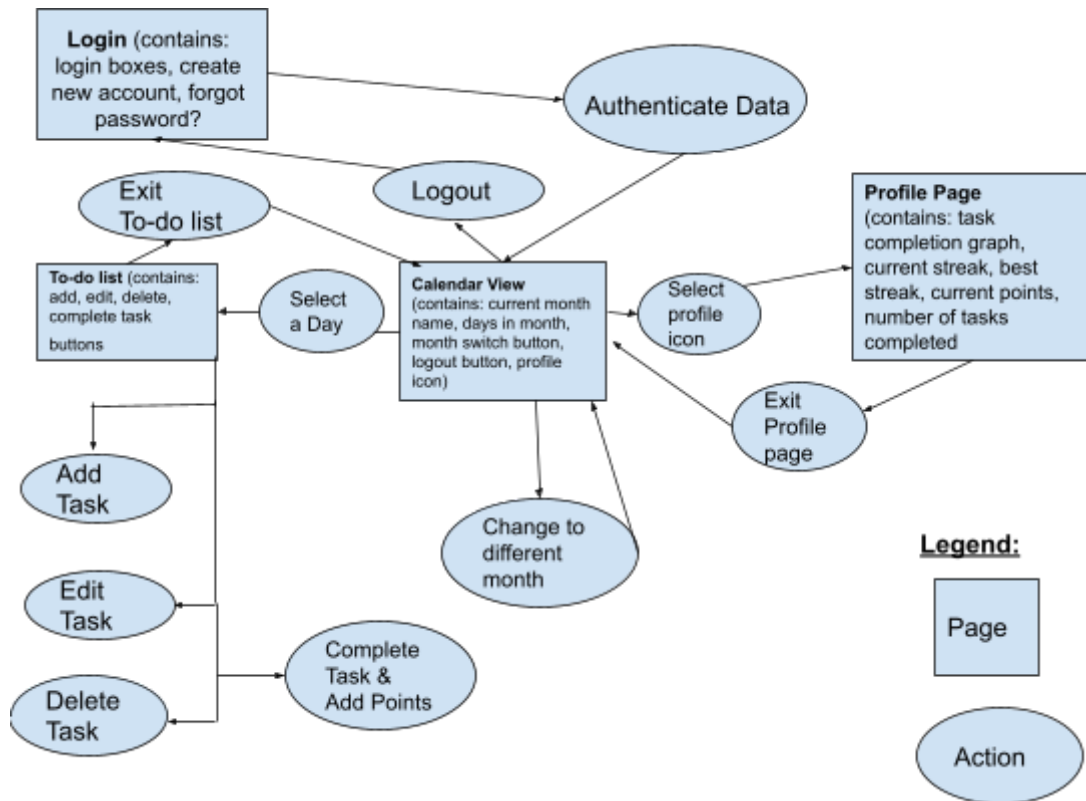 Login (contains:
login boxes, create
new account, forgot
password?
Authenticate Data
Exit
To-do list
Logout
Profile Page
(contains: task
completion graph,
current streak, best
streak, current points,
number of tasks
completed
To-do list (contains:
add, edit, delete,
complete task
buttons
Select
a Day
Calendar View
(contains: current month
name, days in month,
month switch button,
logout button, profile
icon)
Select
profile
icon
Exit
Profile
page
Add
Task
Change to
different
month
Edit
Task
Complete
Task &
Add Points
Delete
Task
Legend:
Page
Action